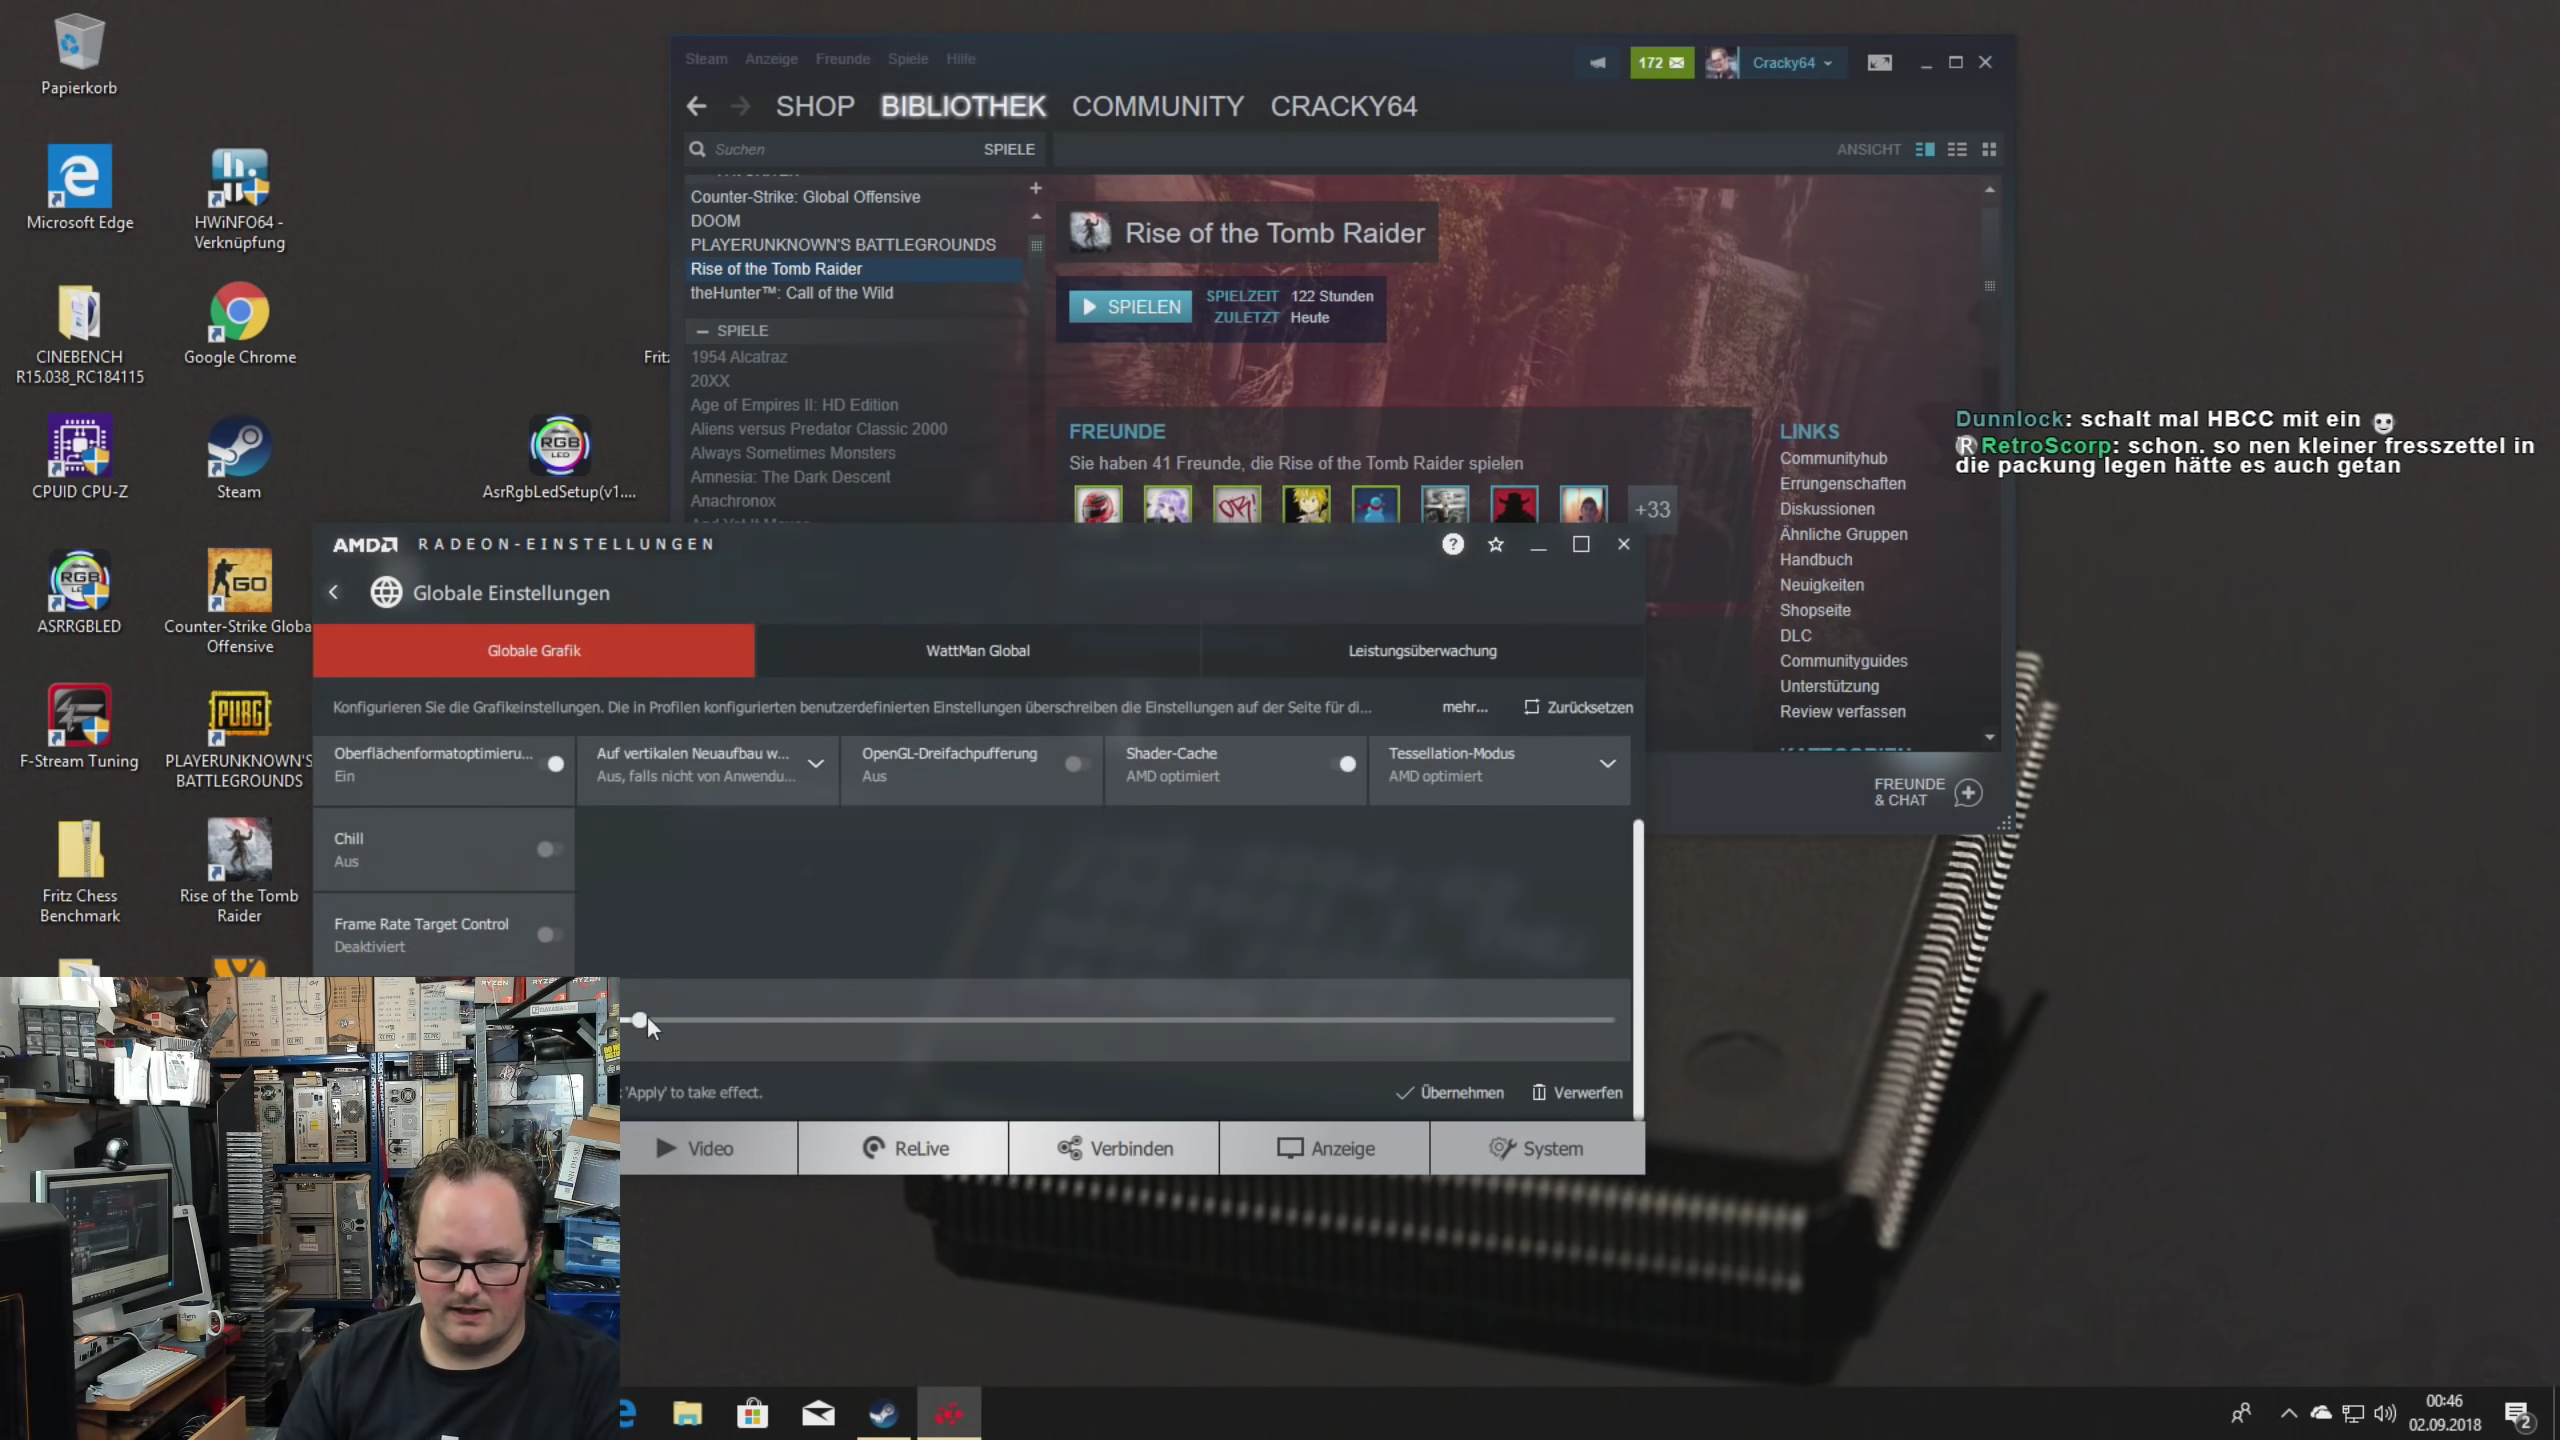 Papierkorb
Microsoft Edge
HWiNFO64 -
Verknüpfung
CINEBENCH
R15.038_RC184115
Google Chrome
CPUID CPU-Z
Steam
AsrRgbLedSetup(v1....
ASRRGBLED
Counter-Strike Globa
Offensive
F-Stream Tuning
PLAYERUNKNOWN'S
BATTLEGROUNDS
Fritz Chess
Benchmark
Rise of the Tomb
Raider
Fritz
Steam Anzeige Freunde Spiele Hilfe
172
Cracky64
SHOP BIBLIOTHEK COMMUNITY CRACKY64
Suchen
SPIELE
ANSICHT
Counter-Strike: Global Offensive
DOOM
PLAYERUNKNOWN'S BATTLEGROUNDS
Rise of the Tomb Raider
theHunter™: Call of the Wild
SPIELE
1954 Alcatraz
20XX
Age of Empires II: HD Edition
Aliens versus Predator Classic 2000
Always Sometimes Monsters
Amnesia: The Dark Descent
Anachronox
Rise of the Tomb Raider
SPIELEN
SPIELZEIT 122 Stunden
ZULETZT Heute
FREUNDE
Sie haben 41 Freunde, die Rise of the Tomb Raider spielen
+33
LINKS
Communityhub
Errungenschaften
Diskussionen
Ähnliche Gruppen
Handbuch
Neuigkeiten
Shopseite
DLC
Communityguides
Unterstützung
Review verfassen
FREUNDE
& CHAT
Dunnlock: schalt mal HBCC mit ein
RetroScorp: schon. so nen kleiner fresszettel in
die packung legen hätte es auch getan
AMD RADEON-EINSTELLUNGEN
Globale Einstellungen
Globale Grafik
WattMan Global
Leistungsüberwachung
Konfigurieren Sie die Grafikeinstellungen. Die in Profilen konfigurierten benutzerdefinierten Einstellungen überschreiben die Einstellungen auf der Seite für di...
mehr...
Zurücksetzen
Oberflächenformatoptimieru...
Ein
Auf vertikalen Neuaufbau w...
Aus, falls nicht von Anwendu...
OpenGL-Dreifachpufferung
Aus
Shader-Cache
AMD optimiert
Tessellation-Modus
AMD optimiert
Chill
Aus
Frame Rate Target Control
Deaktiviert
'Apply' to take effect.
Übernehmen
Verwerfen
Video
ReLive
Verbinden
Anzeige
System
00:46
02.09.2018
2